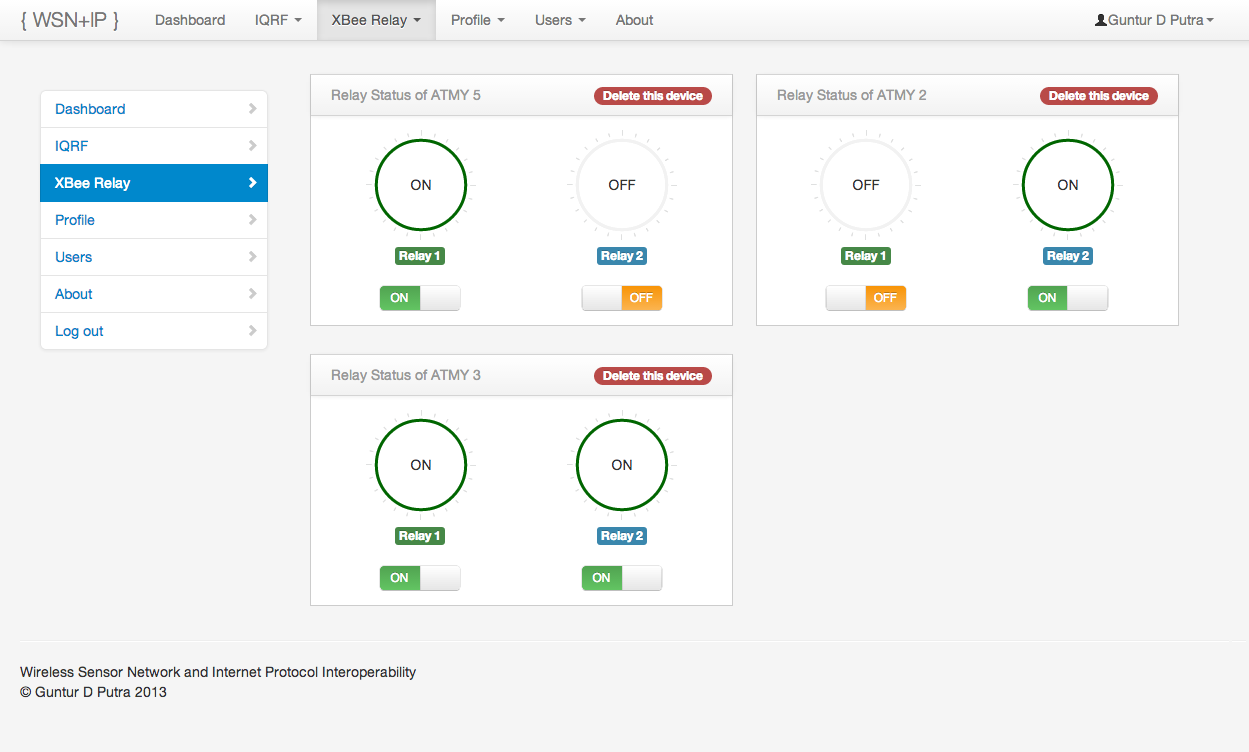 { WSN+IP } Dashboard IQRF XBee Relay Profile Users About Guntur D Putra
Dashboard
IQRF
XBee Relay
Profile
Users
About
Log out
Relay Status of ATMY 5 Delete this device
ON OFF
Relay 1 Relay 2
ON OFF
Relay Status of ATMY 2 Delete this device
OFF ON
Relay 1 Relay 2
OFF ON
Relay Status of ATMY 3 Delete this device
ON ON
Relay 1 Relay 2
ON ON
Wireless Sensor Network and Internet Protocol Interoperability
© Guntur D Putra 2013